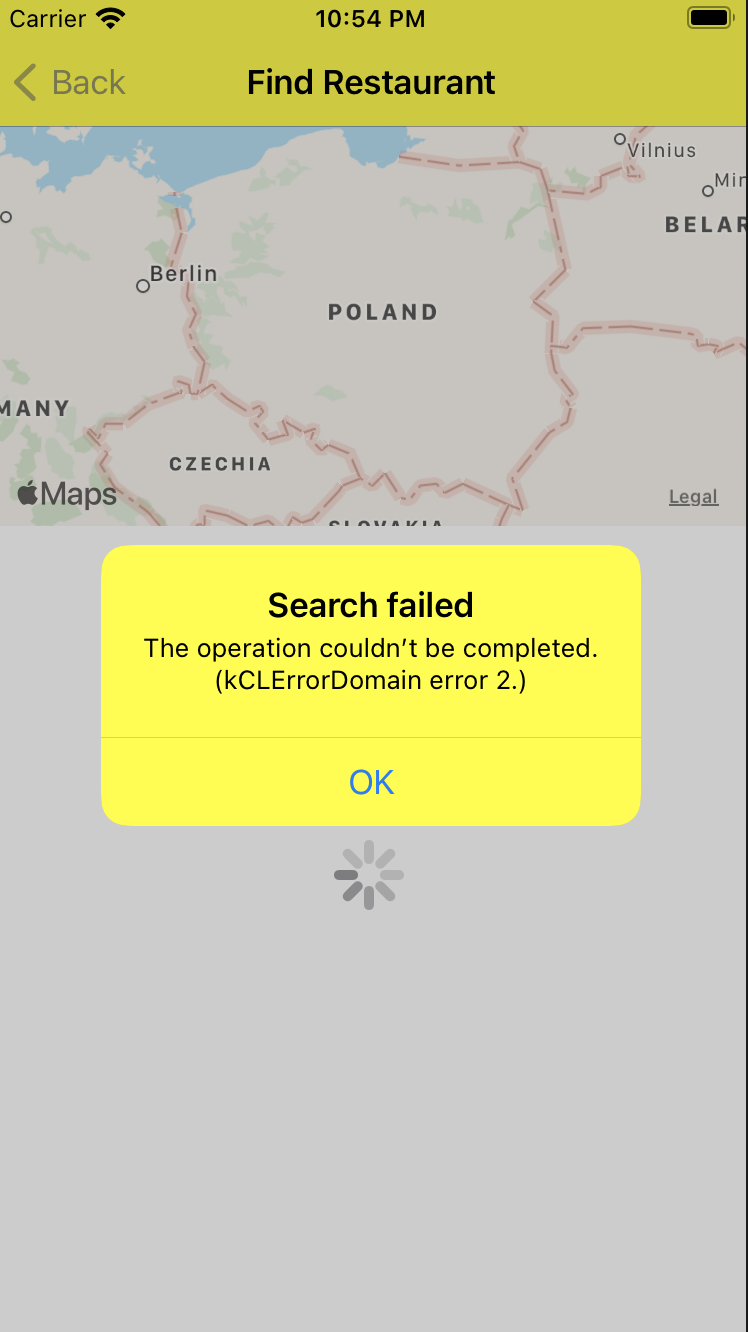 Carrier 10:54 PM
Back Find Restaurant
Vilnius
Min
BELAR
Berlin
POLAND
MANY
CZECHIA
Maps Legal
SLOVAKIA
Search failed
The operation couldn’t be completed.
(kCLErrorDomain error 2.)
OK